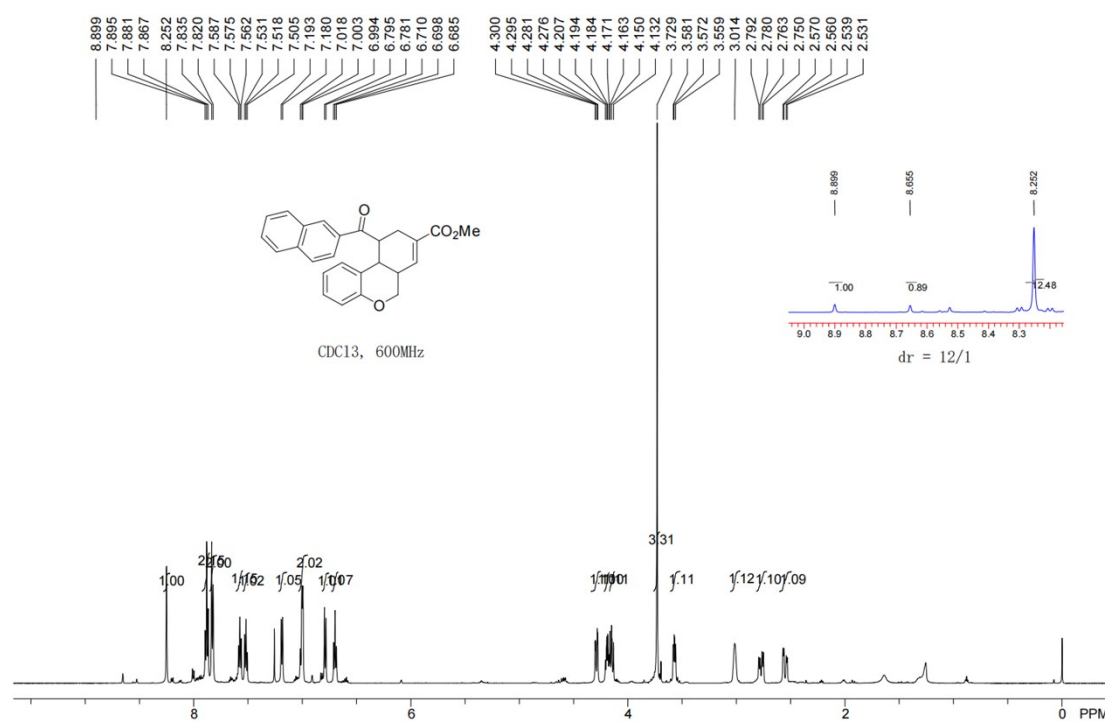 8.899 7.895 7.881 7.867 8.252 7.835 7.820 7.587 7.575 7.562 7.531 7.518 7.505 7.193 7.180 7.018 7.003 6.994 6.795 6.781 6.710 6.698 6.685
4.300 4.295 4.281 4.276 4.207 4.194 4.184 4.171 4.163 4.150 4.132 3.729 3.581 3.572 3.559 3.014 2.792 2.780 2.763 2.750 2.570 2.560 2.539 2.531
8.899 8.655 8.252
O
CO2Me
O
CDCl3, 600MHz
1.00 0.89 12.48
9.0 8.9 8.8 8.7 8.6 8.5 8.4 8.3
dr = 12/1
1.00 1.02 1.05 2.02 1.07 3.31 1.11 1.12 1.10 1.09
8 6 4 2 0 PPM